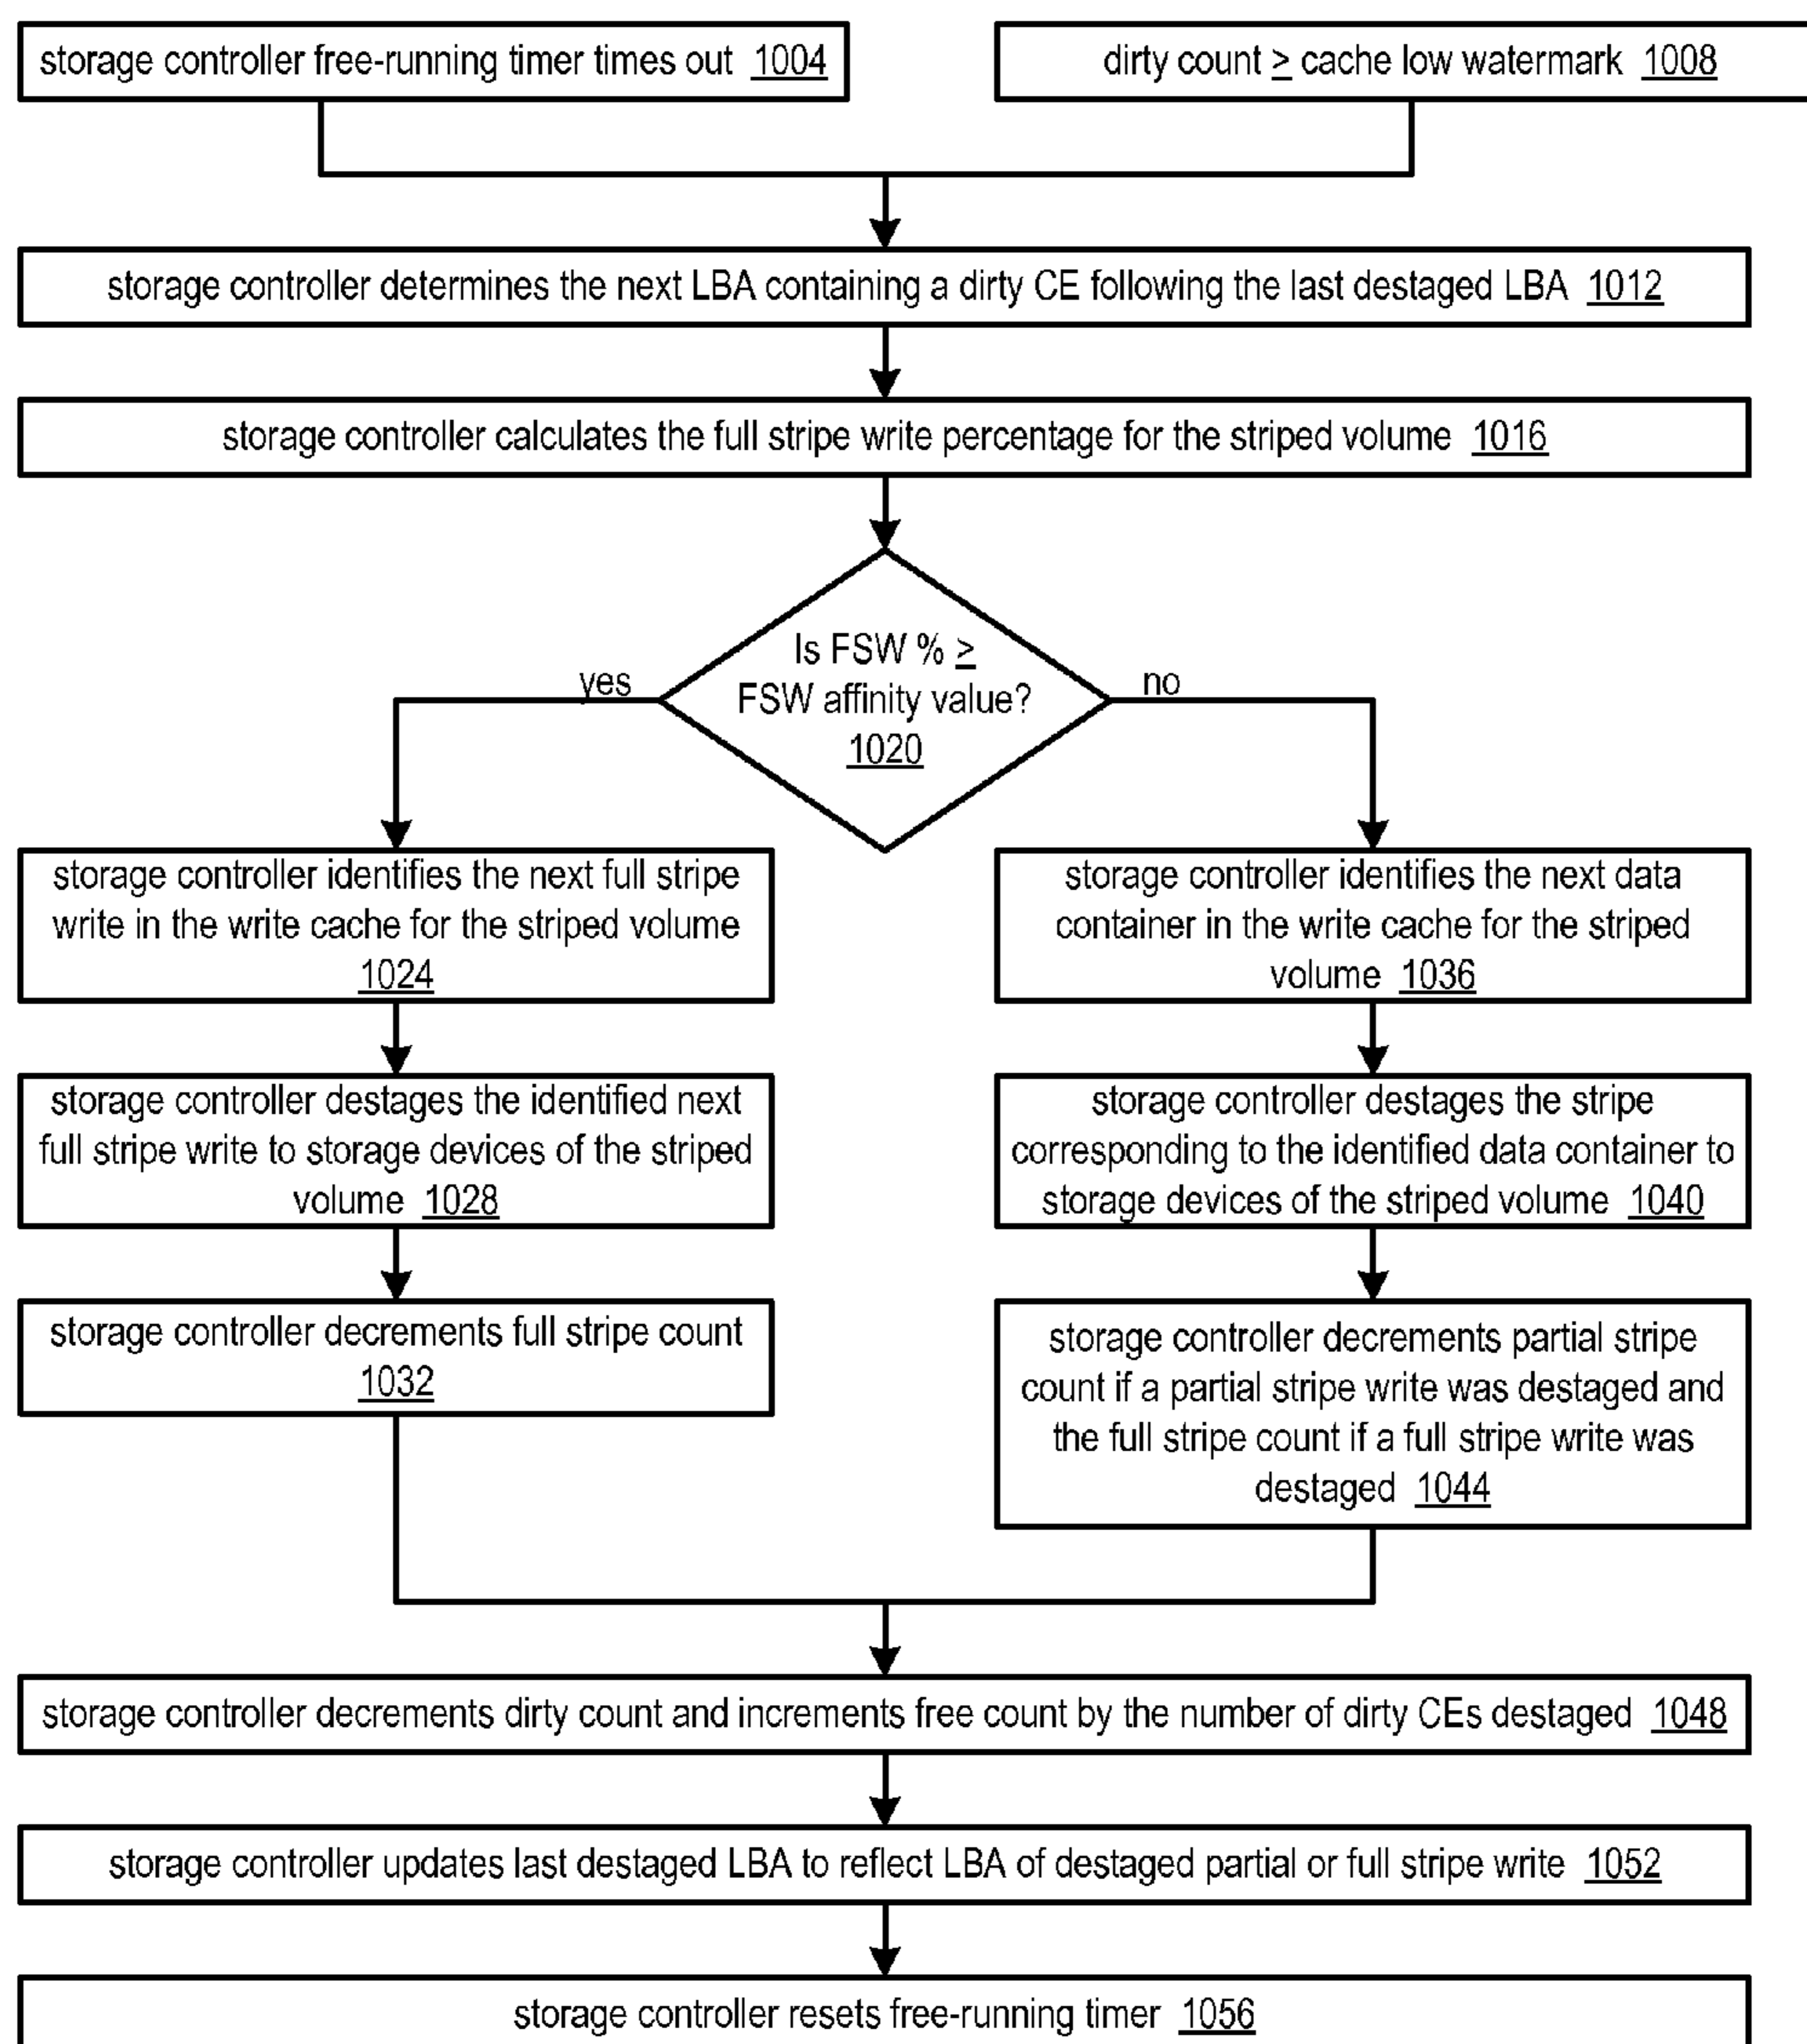 storage controller free-running timer times out 1004
dirty count ≥ cache low watermark 1008
storage controller determines the next LBA containing a dirty CE following the last destaged LBA 1012
storage controller calculates the full stripe write percentage for the striped volume 1016
Is FSW % ≥
FSW affinity value?
1020
yes
no
storage controller identifies the next full stripe
write in the write cache for the striped volume
1024
storage controller identifies the next data
container in the write cache for the striped
volume 1036
storage controller destages the identified next
full stripe write to storage devices of the striped
volume 1028
storage controller destages the stripe
corresponding to the identified data container to
storage devices of the striped volume 1040
storage controller decrements full stripe count
1032
storage controller decrements partial stripe
count if a partial stripe write was destaged and
the full stripe count if a full stripe write was
destaged 1044
storage controller decrements dirty count and increments free count by the number of dirty CEs destaged 1048
storage controller updates last destaged LBA to reflect LBA of destaged partial or full stripe write 1052
storage controller resets free-running timer 1056